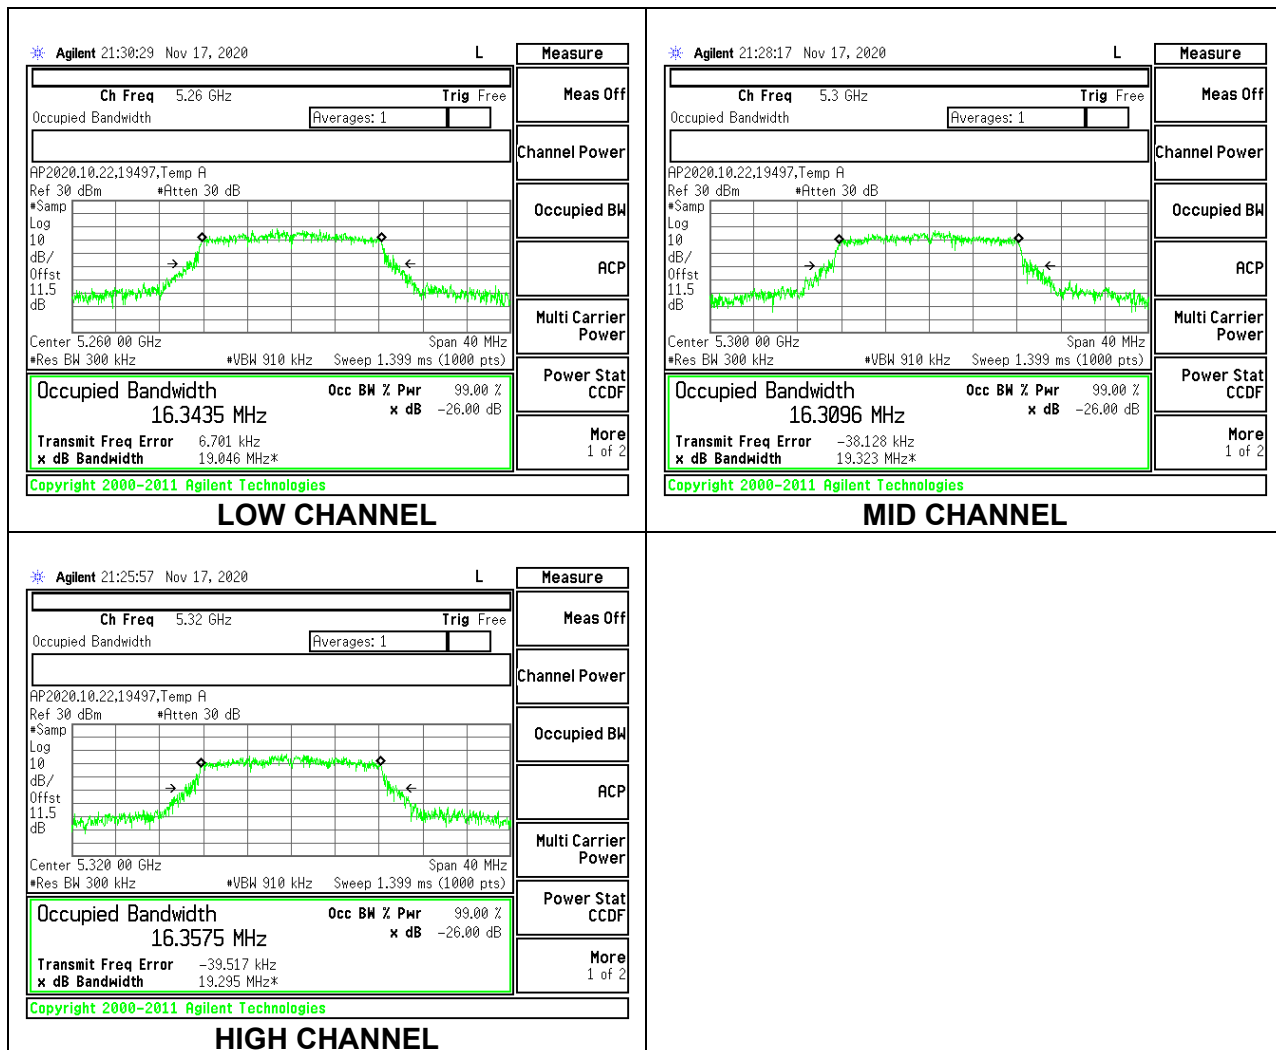 Agilent 21:30:29 Nov 17, 2020 L Measure
Ch Freq 5.26 GHz Trig Free
Meas Off
Occupied Bandwidth Averages: 1
Channel Power
AP2020.10.22,19497,Temp A
Ref 30 dBm #Atten 30 dB
#Samp
Occupied BW
Log
10
dB/
ACP
Offst
11.5
dB
Multi Carrier
Power
Center 5.260 00 GHz Span 40 MHz
#Res BW 300 kHz #VBW 910 kHz Sweep 1.399 ms (1000 pts)
Power Stat
CCDF
Occupied Bandwidth Occ BW % Pwr 99.00 %
16.3435 MHz x dB -26.00 dB
More
1 of 2
Transmit Freq Error 6.701 kHz
x dB Bandwidth 19.046 MHz*
Copyright 2000-2011 Agilent Technologies
LOW CHANNEL
Agilent 21:28:17 Nov 17, 2020 L Measure
Ch Freq 5.3 GHz Trig Free
Meas Off
Occupied Bandwidth Averages: 1
Channel Power
AP2020.10.22,19497,Temp A
Ref 30 dBm #Atten 30 dB
#Samp
Occupied BW
Log
10
dB/
ACP
Offst
11.5
dB
Multi Carrier
Power
Center 5.300 00 GHz Span 40 MHz
#Res BW 300 kHz #VBW 910 kHz Sweep 1.399 ms (1000 pts)
Power Stat
CCDF
Occupied Bandwidth Occ BW % Pwr 99.00 %
16.3096 MHz x dB -26.00 dB
More
1 of 2
Transmit Freq Error -38.128 kHz
x dB Bandwidth 19.323 MHz*
Copyright 2000-2011 Agilent Technologies
MID CHANNEL
Agilent 21:25:57 Nov 17, 2020 L Measure
Ch Freq 5.32 GHz Trig Free
Meas Off
Occupied Bandwidth Averages: 1
Channel Power
AP2020.10.22,19497,Temp A
Ref 30 dBm #Atten 30 dB
#Samp
Occupied BW
Log
10
dB/
ACP
Offst
11.5
dB
Multi Carrier
Power
Center 5.320 00 GHz Span 40 MHz
#Res BW 300 kHz #VBW 910 kHz Sweep 1.399 ms (1000 pts)
Power Stat
CCDF
Occupied Bandwidth Occ BW % Pwr 99.00 %
16.3575 MHz x dB -26.00 dB
More
1 of 2
Transmit Freq Error -39.517 kHz
x dB Bandwidth 19.295 MHz*
Copyright 2000-2011 Agilent Technologies
HIGH CHANNEL